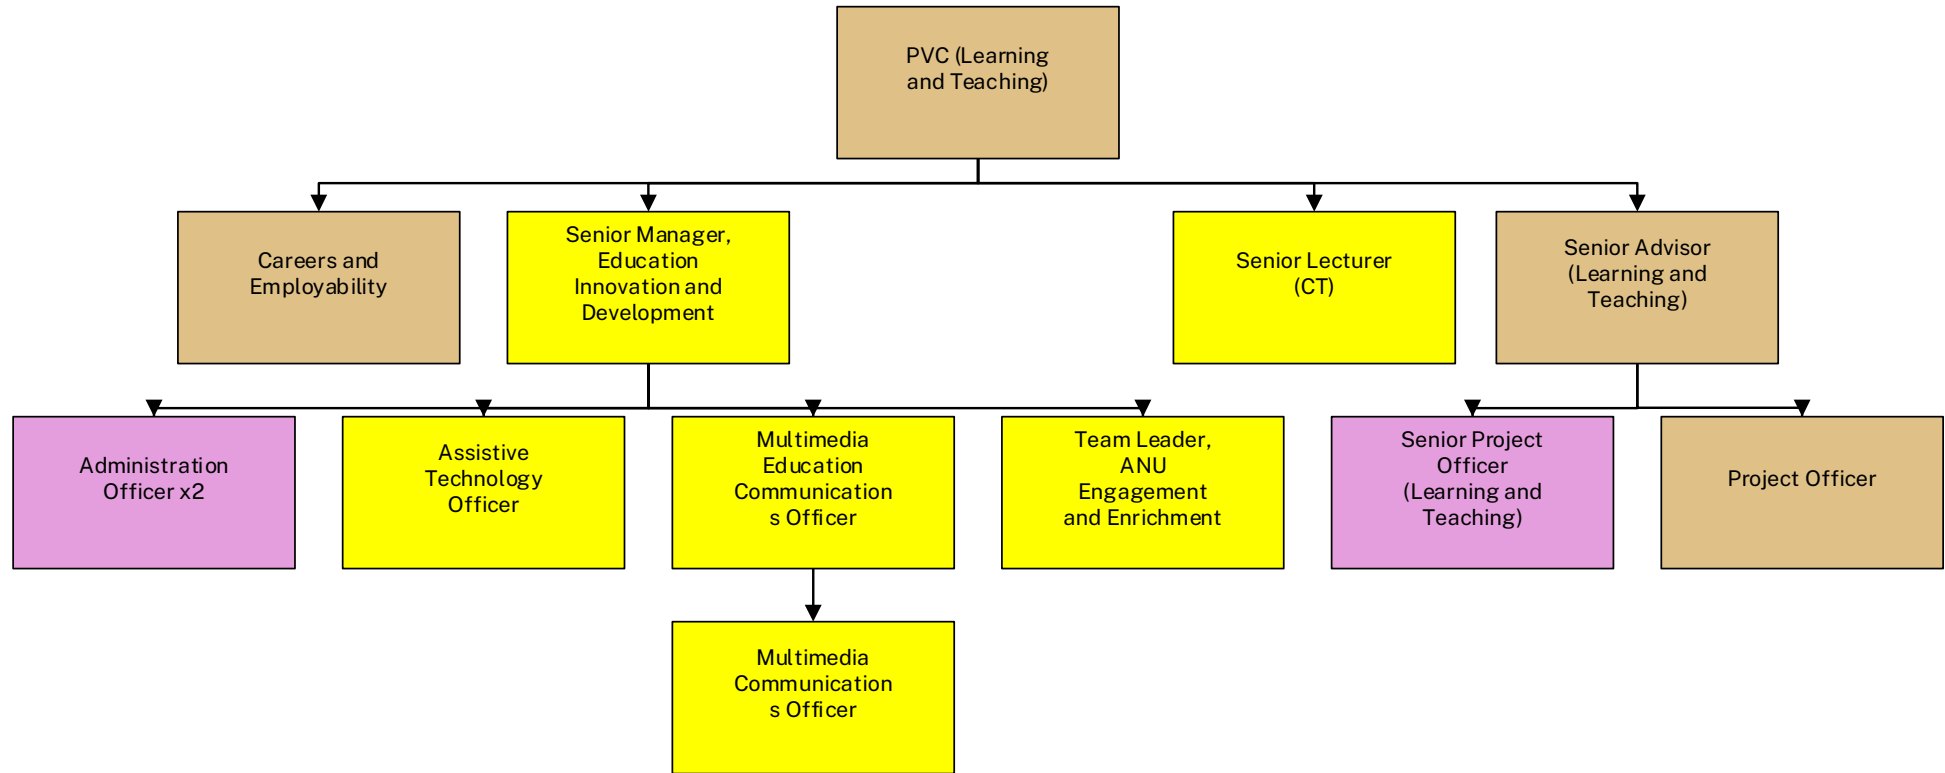 PVC (Learning
and Teaching)
Careers and
Employability
Senior Manager,
Education
Innovation and
Development
Senior Lecturer
(CT)
Senior Advisor
(Learning and
Teaching)
Administration
Officer x2
Assistive
Technology
Officer
Multimedia
Education
Communication
s Officer
Team Leader,
ANU
Engagement
and Enrichment
Senior Project
Officer
(Learning and
Teaching)
Project Officer
Multimedia
Communication
s Officer